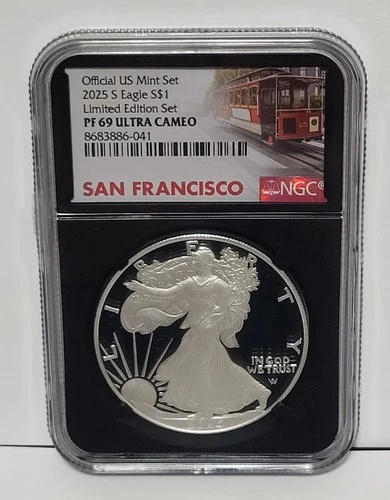 Official US Mint Set
2025 S Eagle S$1
Limited Edition Set
PF 69 ULTRA CAMEO
8683886-041
SAN FRANCISCO
NGC
LIBERTY
IN GOD
WE TRUST
W